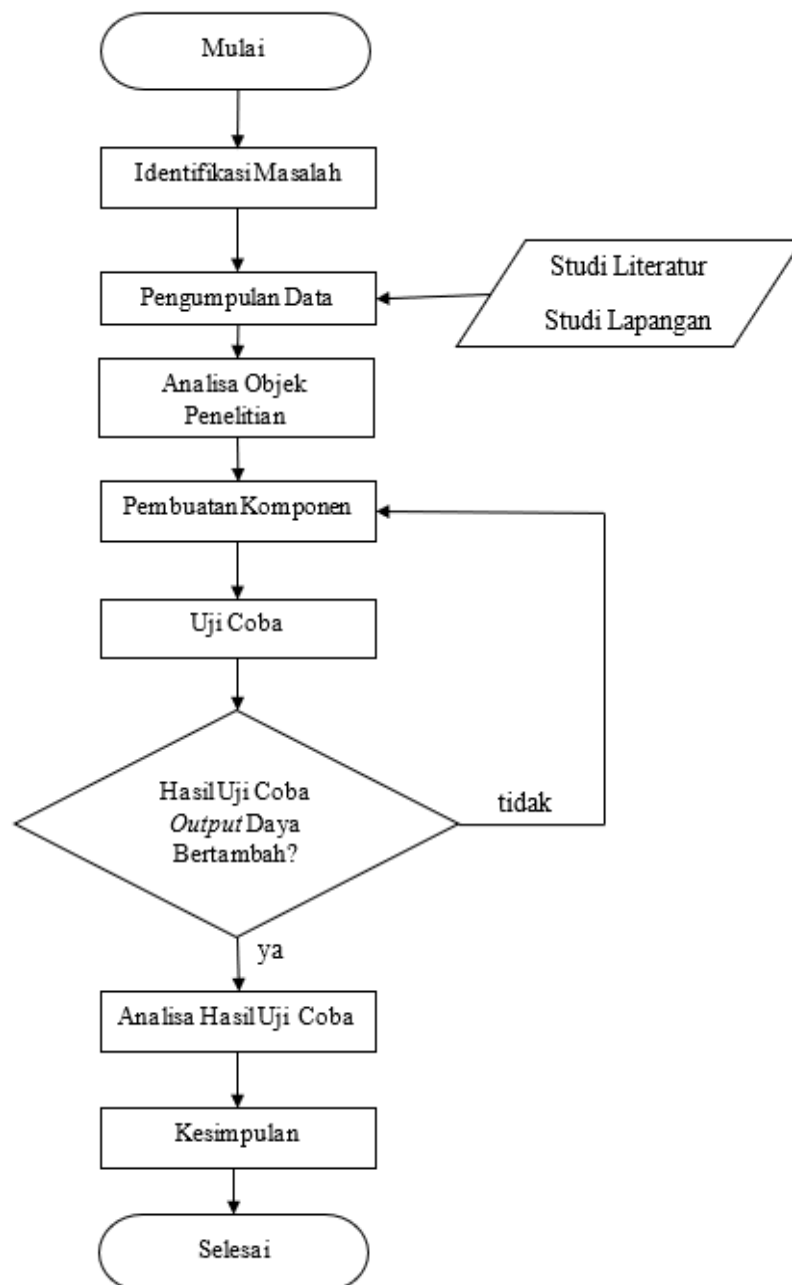 Mulai
Identifikasi Masalah
Studi Literatur
Studi Lapangan
Pengumpulan Data
Analisa Objek
Penelitian
Pembuatan Komponen
Uji Coba
Hasil Uji Coba
Output Daya
Bertambah?
tidak
ya
Analisa Hasil Uji Coba
Kesimpulan
Selesai